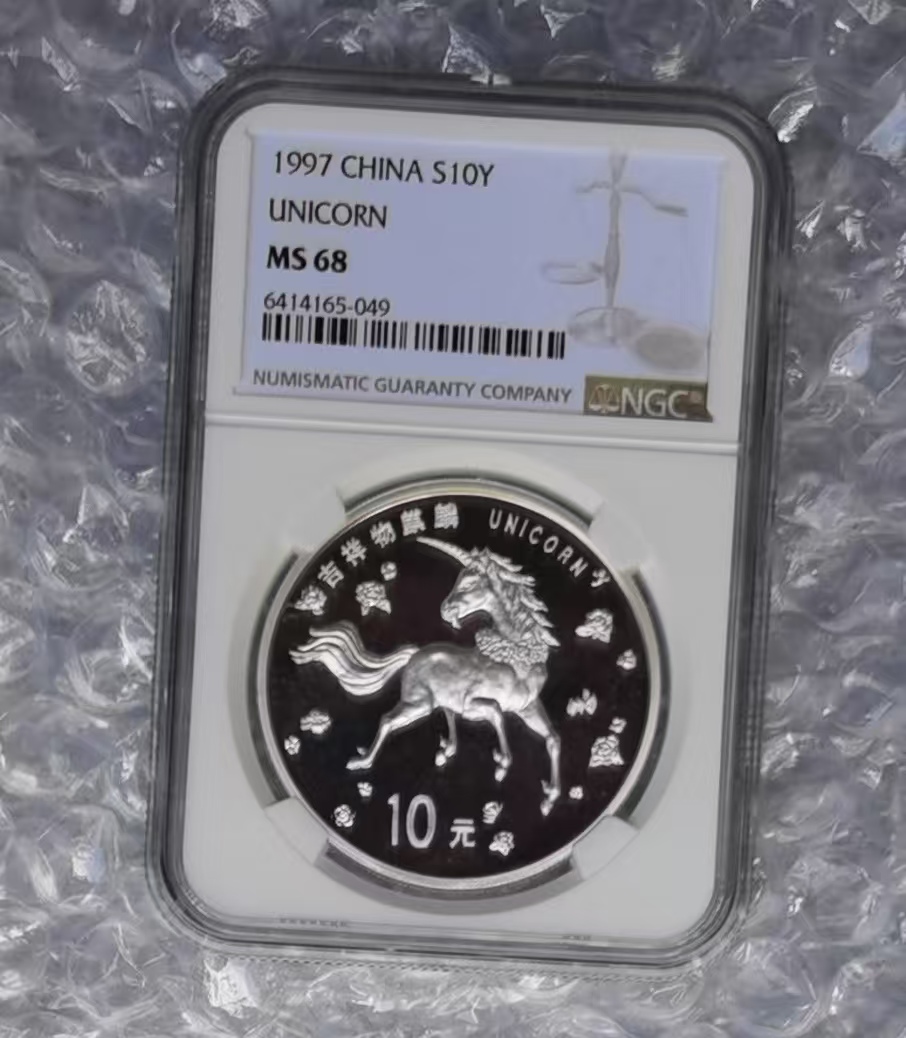 1997 CHINA S10Y
UNICORN
MS 68
6414165-049
NUMISMATIC GUARANTY COMPANY
NGC®
吉祥物麒麟 UNICORN
10元